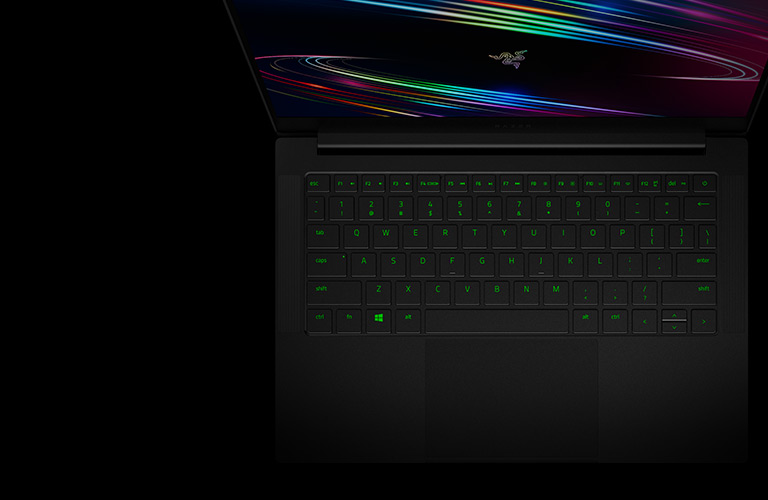 esc F1 F2 F3 F4 F5 F6 F7 F8 F9 F10 F11 F12 del
1 2 3 4 5 6 7 8 9 0
! @ # $ % ^ & * ( )
tab Q W E R T Y U I O P [ ] \
{ } |
caps A S D F G H J K L ; ' enter
shift Z X C V B N M , . / shift
?
ctrl fn alt alt ctrl < ^ >